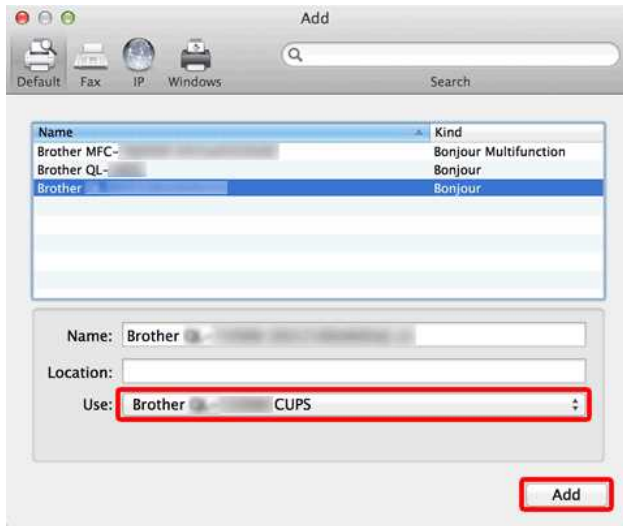 Add
Default Fax IP Windows Search
Name Kind
Brother MFC- Bonjour Multifunction
Brother QL- Bonjour
Brother Bonjour
Name: Brother
Location:
Use: Brother CUPS
Add